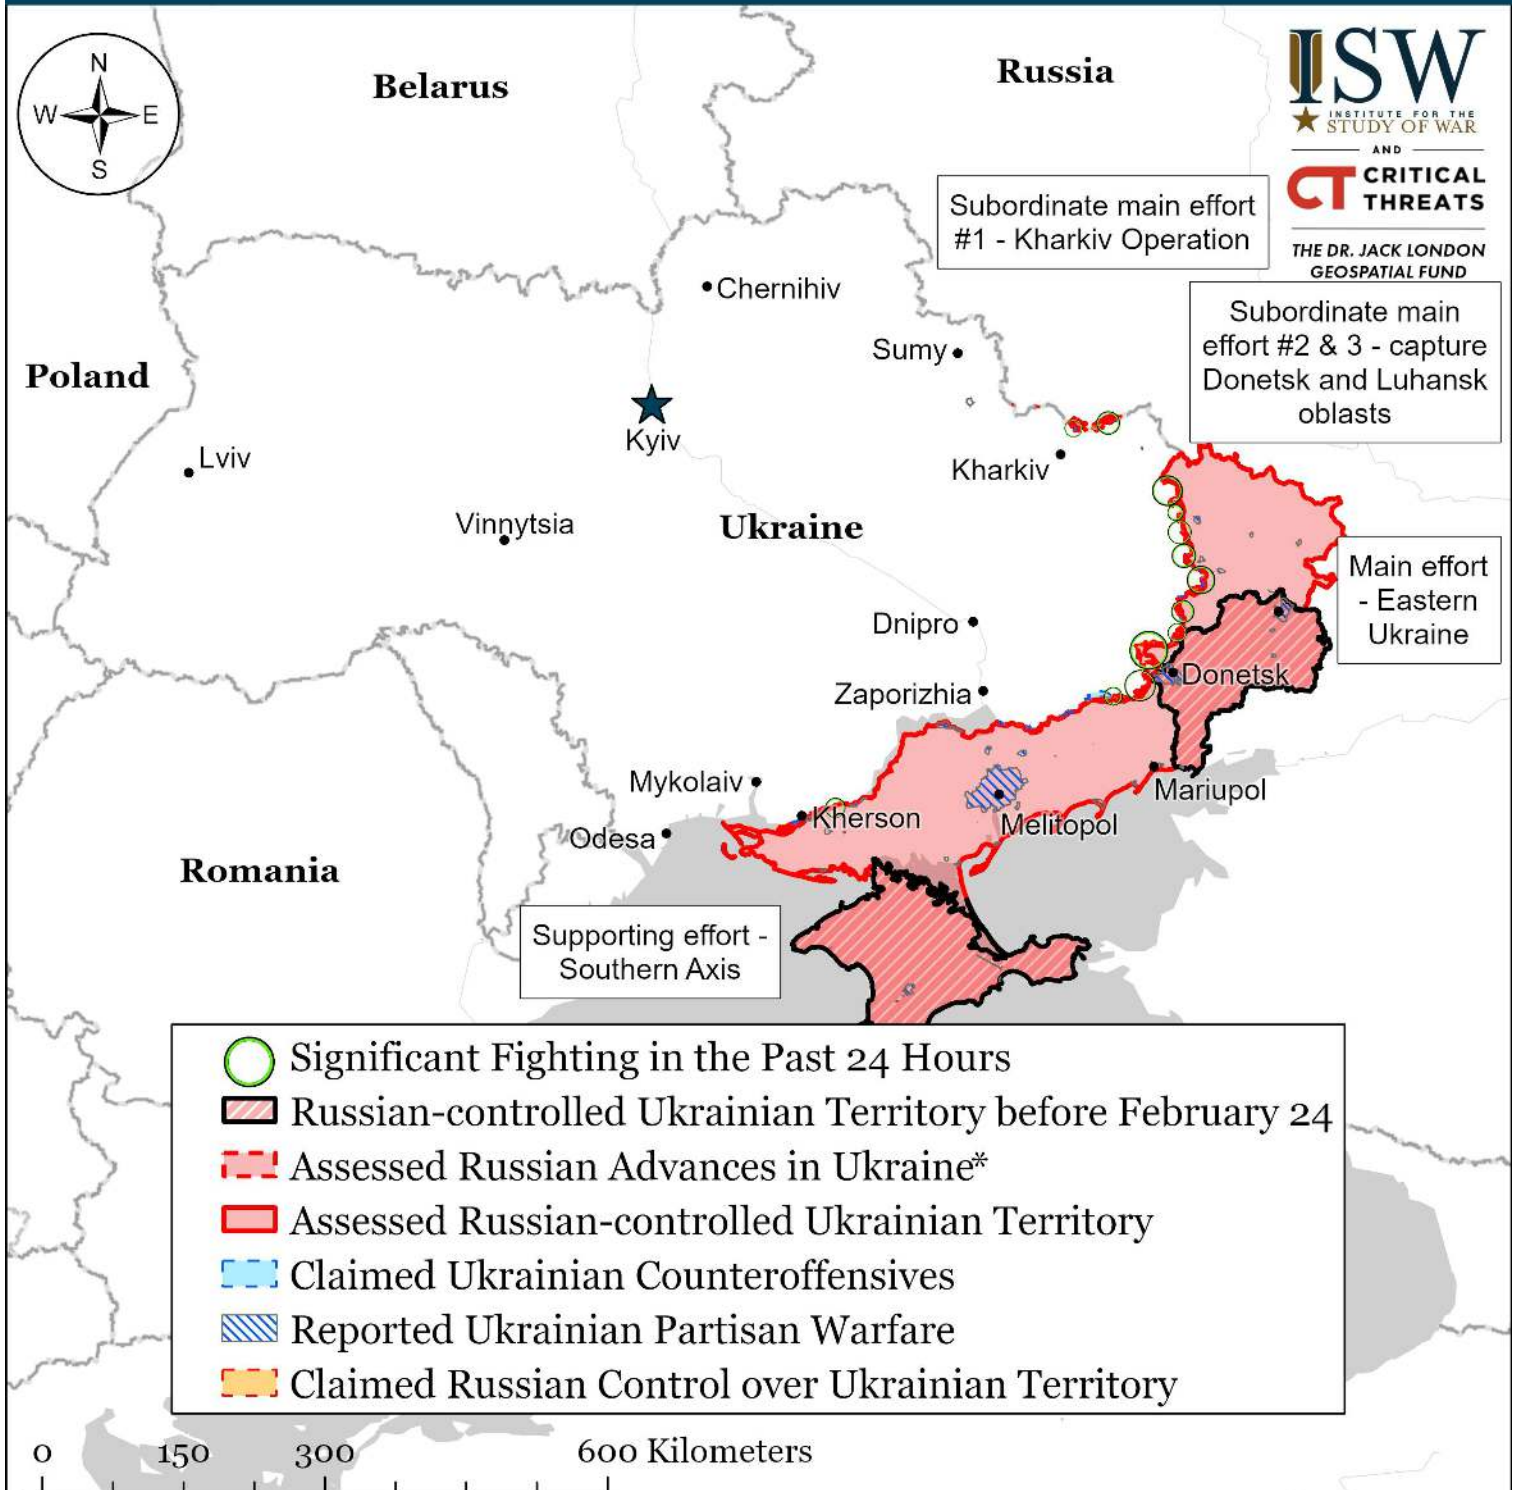 N
W
E
S
Belarus
Russia
ISW
INSTITUTE FOR THE
STUDY OF WAR
AND
CT CRITICAL
THREATS
THE DR. JACK LONDON
GEOSPATIAL FUND
Subordinate main effort
#1 - Kharkiv Operation
Subordinate main
effort #2 & 3 - capture
Donetsk and Luhansk
oblasts
Chernihiv
Sumy
Poland
Kyiv
Lviv
Kharkiv
Vinnytsia
Ukraine
Main effort
- Eastern
Ukraine
Dnipro
Donetsk
Zaporizhia
Mykolaiv
Mariupol
Kherson
Melitopol
Odesa
Romania
Supporting effort -
Southern Axis
Significant Fighting in the Past 24 Hours
Russian-controlled Ukrainian Territory before February 24
Assessed Russian Advances in Ukraine*
Assessed Russian-controlled Ukrainian Territory
Claimed Ukrainian Counteroffensives
Reported Ukrainian Partisan Warfare
Claimed Russian Control over Ukrainian Territory
0 150 300 600 Kilometers